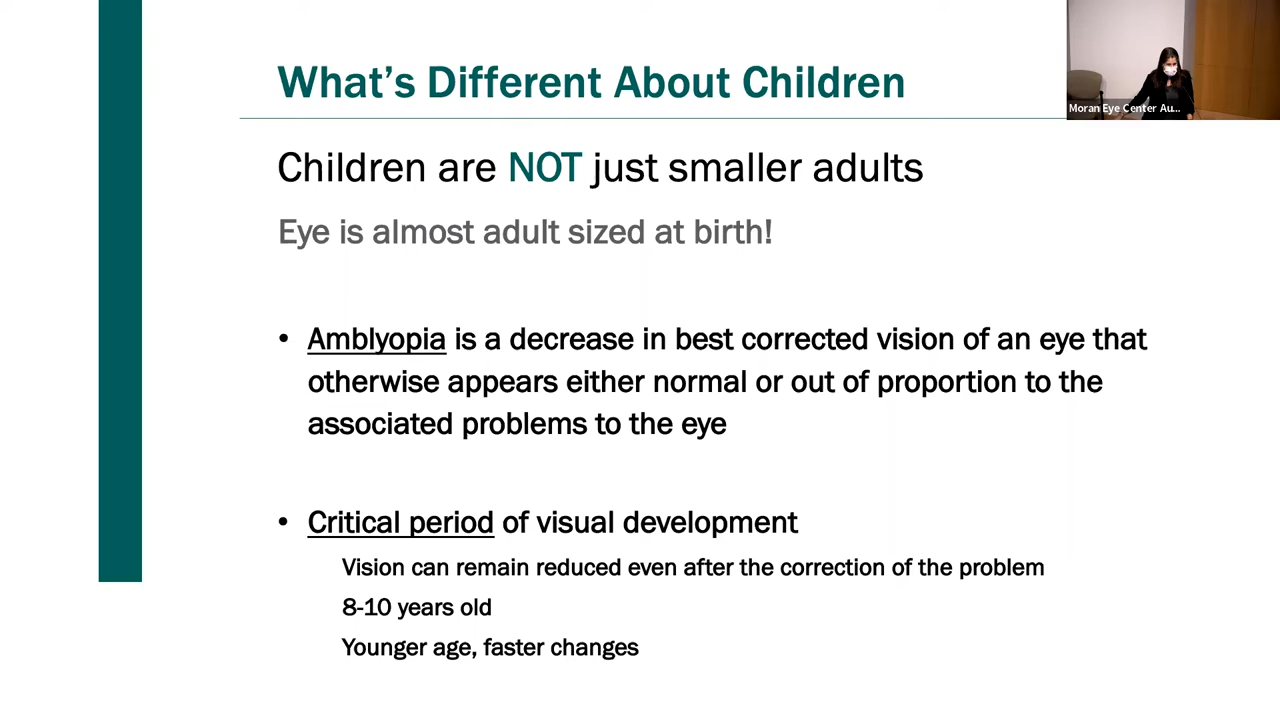 What's Different About Children
Moran Eye Center Au...
Children are NOT just smaller adults
Eye is almost adult sized at birth!
• Amblyopia is a decrease in best corrected vision of an eye that
otherwise appears either normal or out of proportion to the
associated problems to the eye
• Critical period of visual development
Vision can remain reduced even after the correction of the problem
8-10 years old
Younger age, faster changes